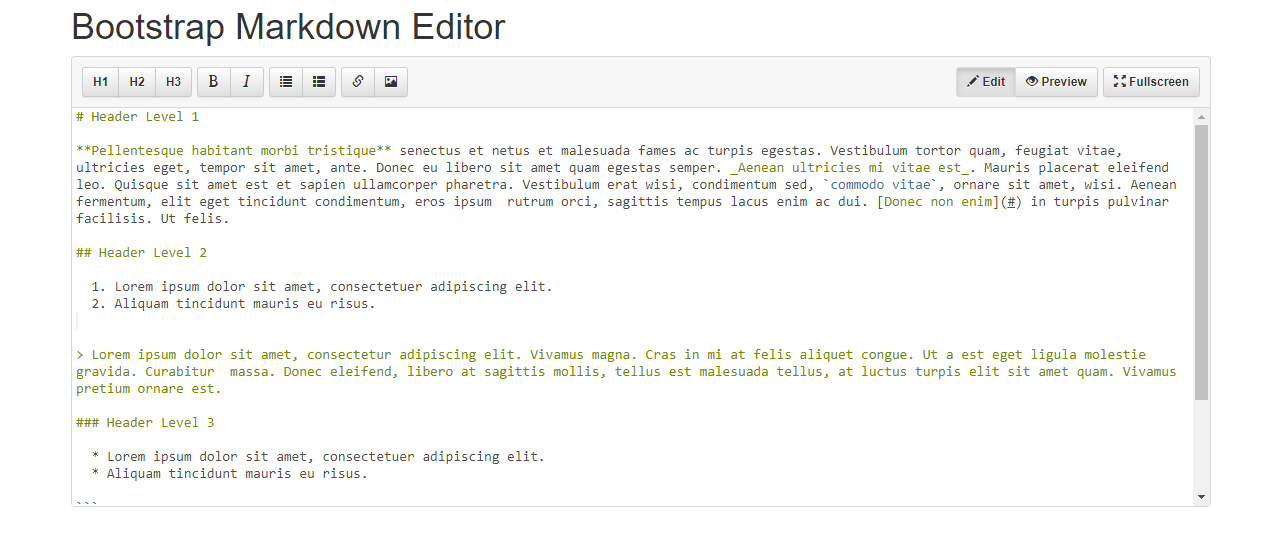 Bootstrap Markdown Editor
H1 H2 H3 B I Edit Preview Fullscreen
# Header Level 1
**Pellentesque habitant morbi tristique** senectus et netus et malesuada fames ac turpis egestas. Vestibulum tortor quam, feugiat vitae,
ultricies eget, tempor sit amet, ante. Donec eu libero sit amet quam egestas semper. _Aenean ultricies mi vitae est_. Mauris placerat eleifend
leo. Quisque sit amet est et sapien ullamcorper pharetra. Vestibulum erat wisi, condimentum sed, `commodo vitae`, ornare sit amet, wisi. Aenean
fermentum, elit eget tincidunt condimentum, eros ipsum  rutrum orci, sagittis tempus lacus enim ac dui. [Donec non enim](#) in turpis pulvinar
facilisis. Ut felis.
## Header Level 2
  1. Lorem ipsum dolor sit amet, consectetuer adipiscing elit.
  2. Aliquam tincidunt mauris eu risus.
> Lorem ipsum dolor sit amet, consectetur adipiscing elit. Vivamus magna. Cras in mi at felis aliquet congue. Ut a est eget ligula molestie
gravida. Curabitur  massa. Donec eleifend, libero at sagittis mollis, tellus est malesuada tellus, at luctus turpis elit sit amet quam. Vivamus
pretium ornare est.
### Header Level 3
  * Lorem ipsum dolor sit amet, consectetuer adipiscing elit.
  * Aliquam tincidunt mauris eu risus.
```